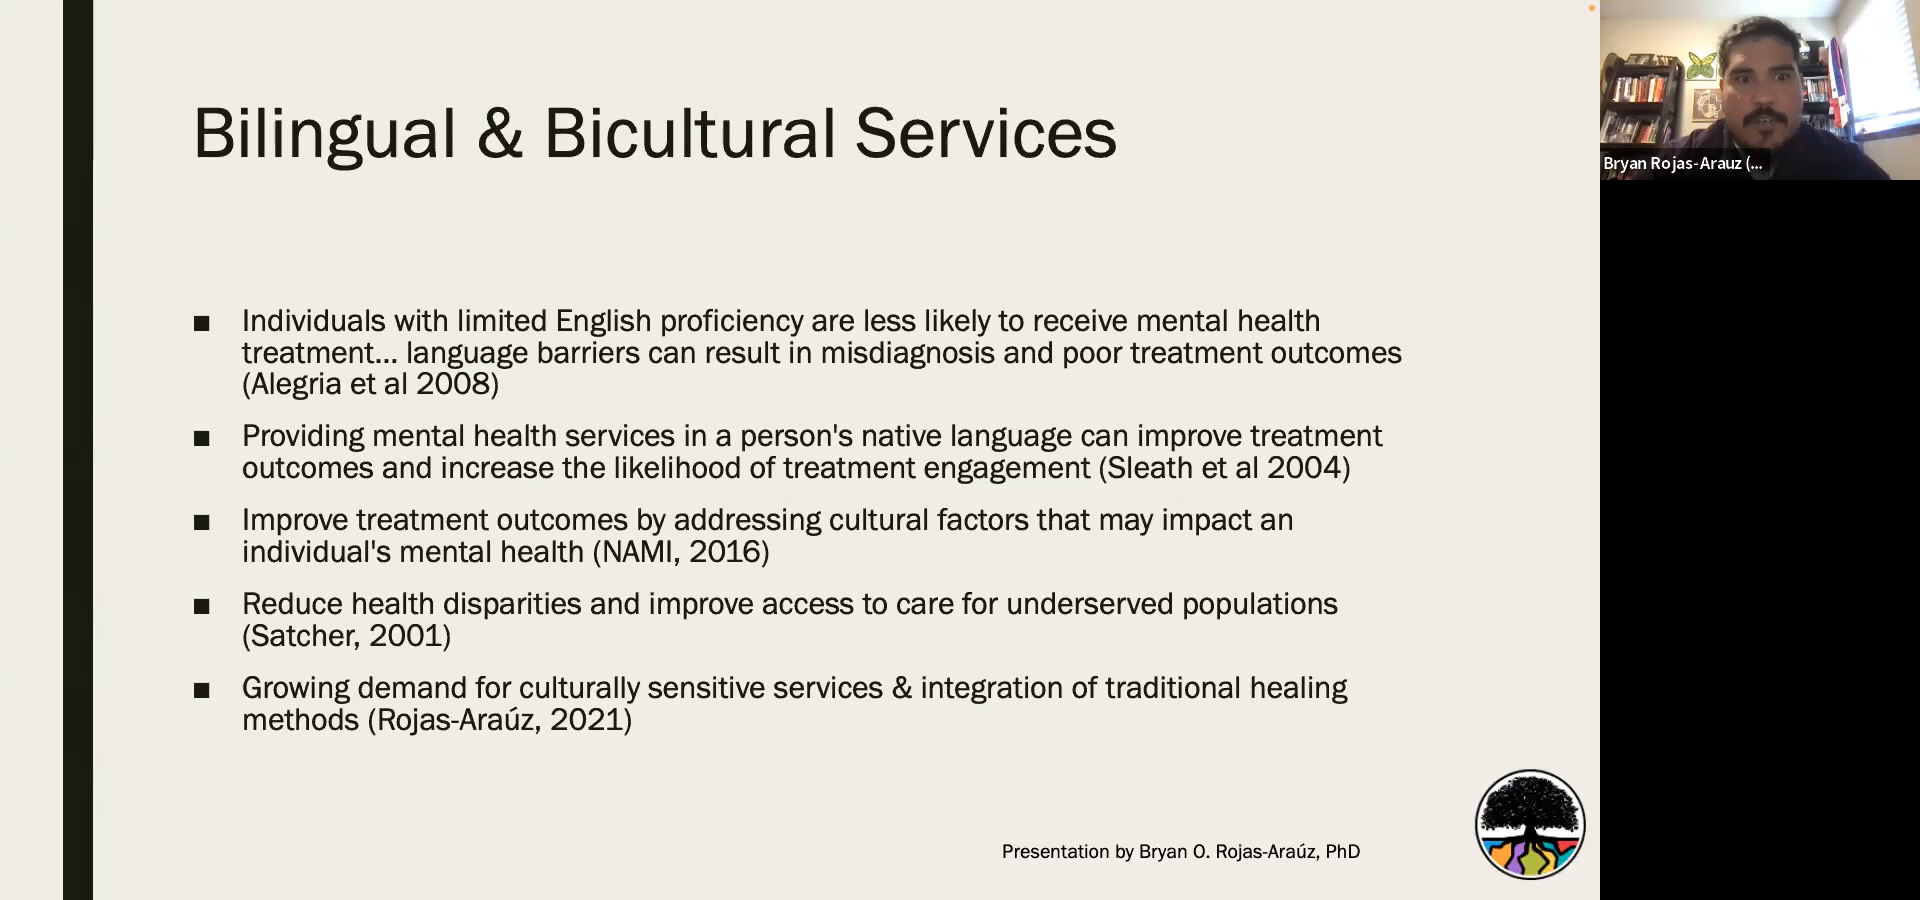 Bilingual & Bicultural Services
■ Individuals with limited English proficiency are less likely to receive mental health
treatment... language barriers can result in misdiagnosis and poor treatment outcomes
(Alegria et al 2008)
■ Providing mental health services in a person's native language can improve treatment
outcomes and increase the likelihood of treatment engagement (Sleath et al 2004)
■ Improve treatment outcomes by addressing cultural factors that may impact an
individual's mental health (NAMI, 2016)
■ Reduce health disparities and improve access to care for underserved populations
(Satcher, 2001)
■ Growing demand for culturally sensitive services & integration of traditional healing
methods (Rojas-Araúz, 2021)
Presentation by Bryan O. Rojas-Araúz, PhD
Bryan Rojas-Arauz (...